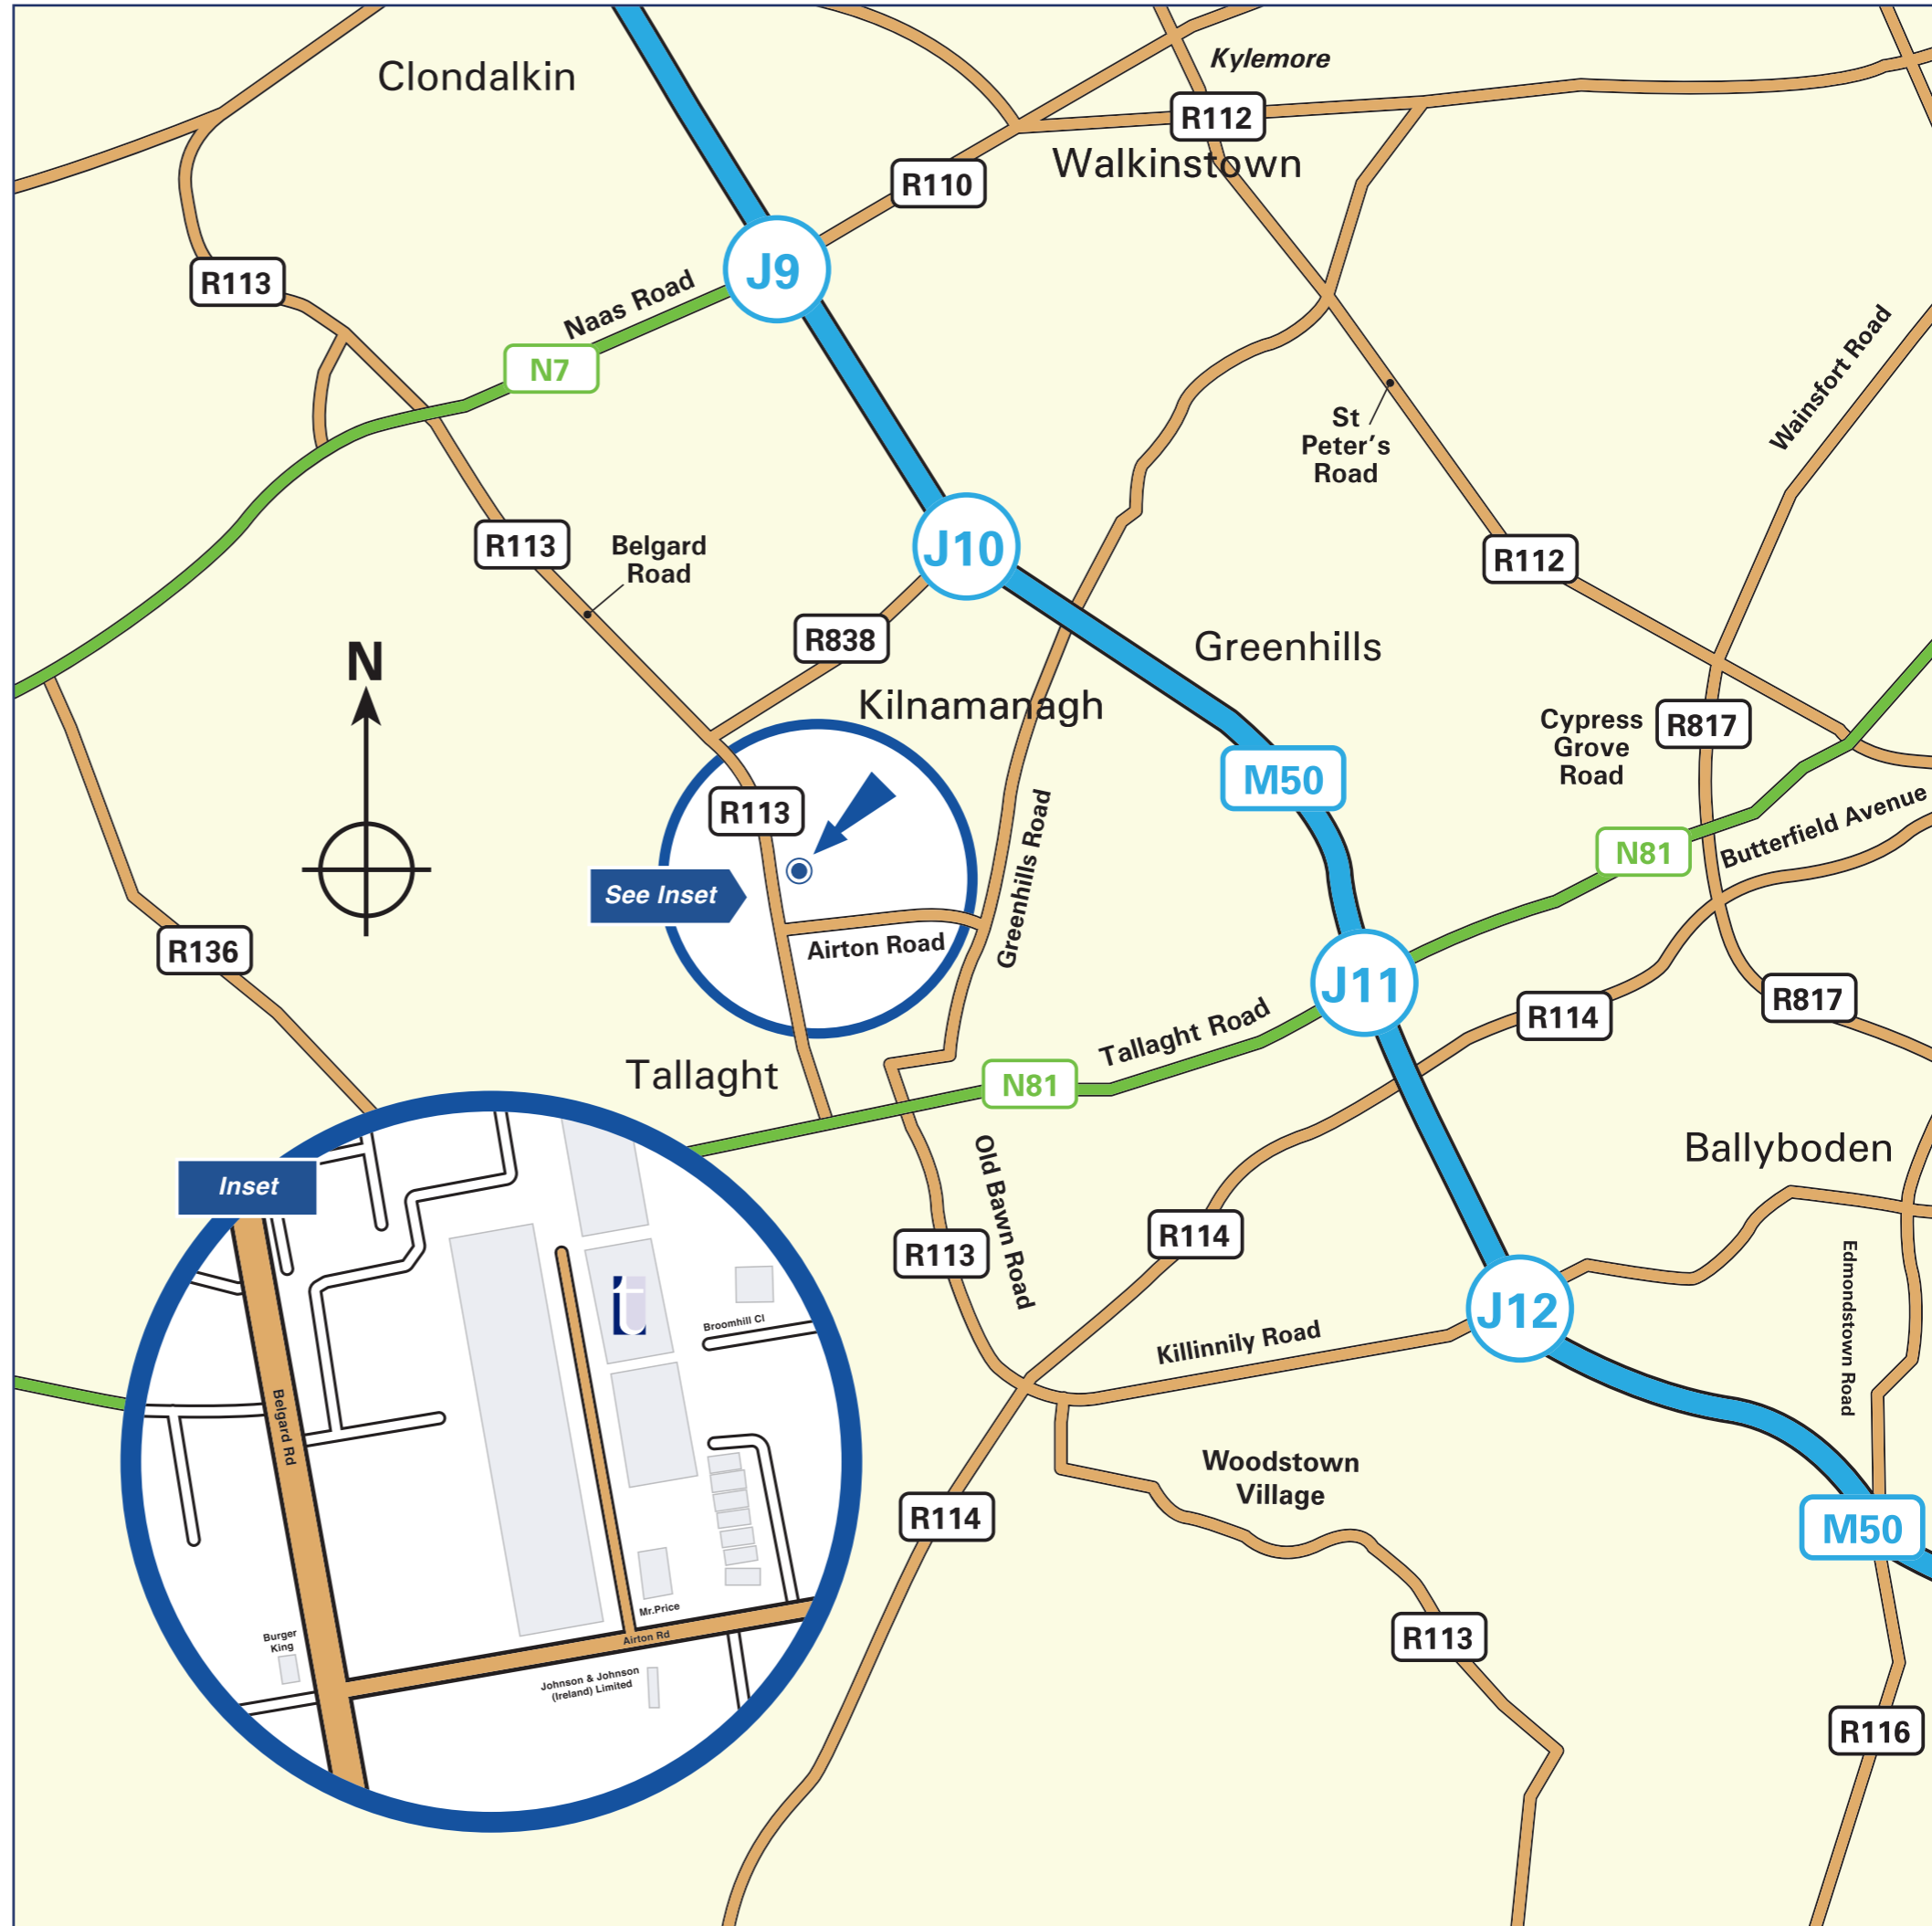 Clondalkin
Kylemore
R112
Walkinstown
R110
J9
R113
Naas Road
N7
Wainsfort Road
St
Peter's
Road
R113
Belgard
Road
J10
R112
R838
Greenhills
N
Kilnamanagh
Cypress
Grove
Road
R817
M50
R113
Greenhills Road
Butterfield Avenue
N81
See Inset
Airton Road
R136
J11
R817
R114
Tallaght Road
Tallaght
N81
Old Bawn Road
Ballyboden
Inset
R113
R114
Edmondstown Road
J12
Killinnily Road
t
Broomhill Cl
Belgard Rd
Woodstown
Village
R114
M50
Mr.Price
Airton Rd
Burger
King
Johnson & Johnson
(Ireland) Limited
R113
R116